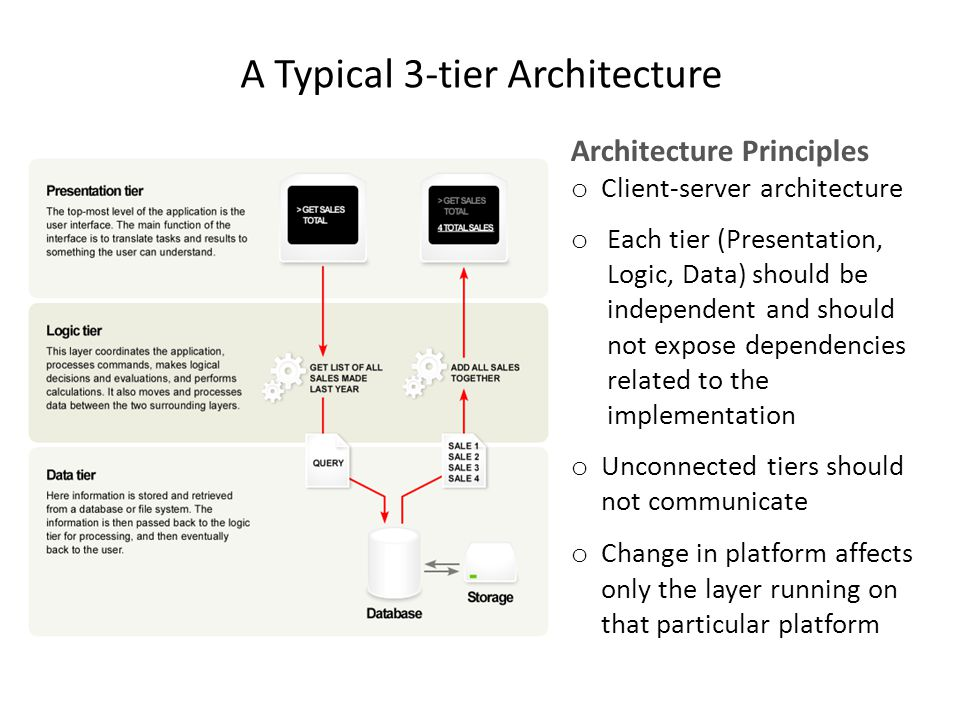 A Typical 3-tier Architecture
Presentation tier
The top-most level of the application is the
user interface. The main function of the
interface is to translate tasks and results to
something the user can understand.
> GET SALES
TOTAL
> GET SALES
TOTAL
4 TOTAL SALES
Logic tier
This layer coordinates the application,
processes commands, makes logical
decisions and evaluations, and performs
calculations. It also moves and processes
data between the two surrounding layers.
GET LIST OF ALL
SALES MADE
LAST YEAR
ADD ALL SALES
TOGETHER
Data tier
Here information is stored and retrieved
from a database or file system. The
information is then passed back to the logic
tier for processing, and then eventually
back to the user.
QUERY
SALE 1
SALE 2
SALE 3
SALE 4
Database
Storage
Architecture Principles
o Client-server architecture
o Each tier (Presentation,
Logic, Data) should be
independent and should
not expose dependencies
related to the
implementation
o Unconnected tiers should
not communicate
o Change in platform affects
only the layer running on
that particular platform